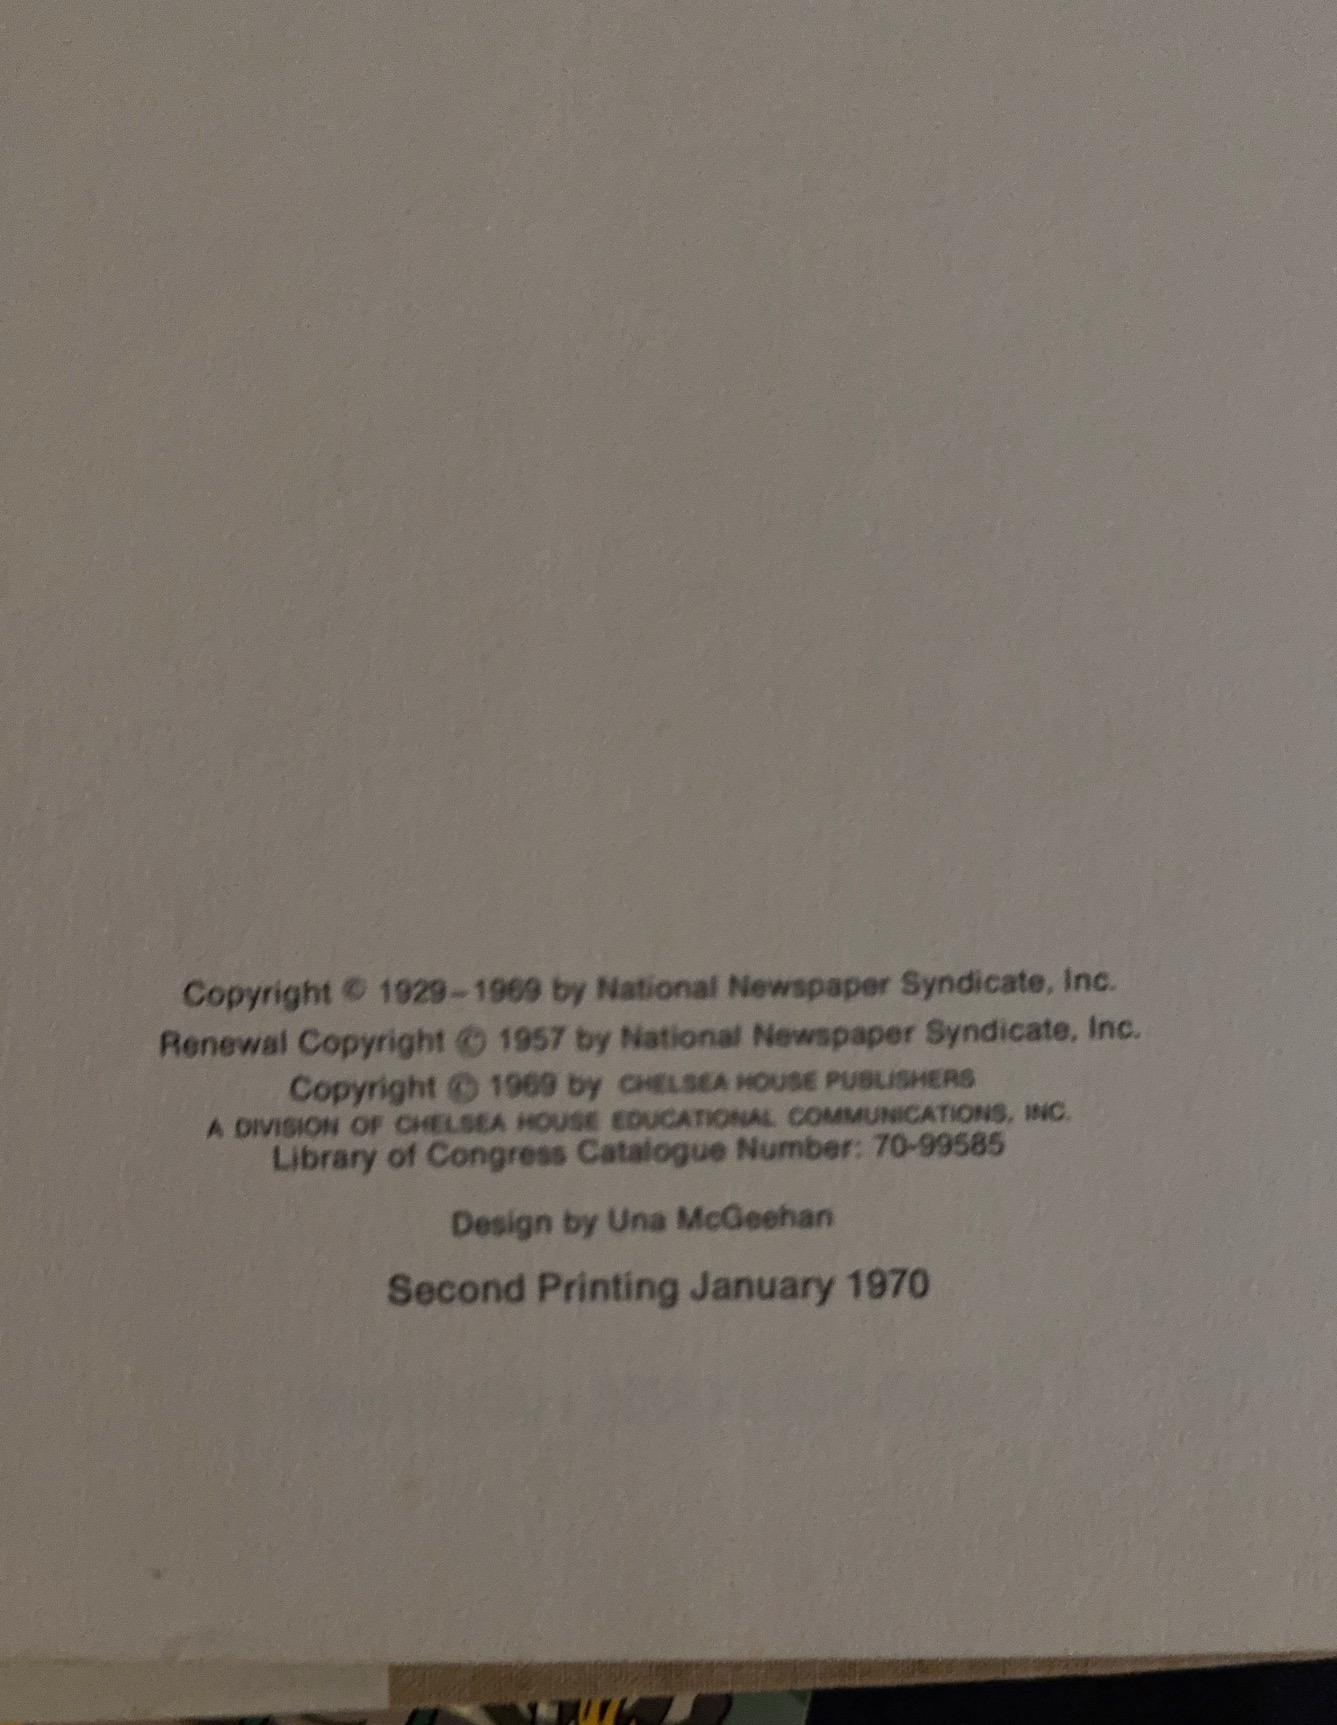 Copyright © 1929–1969 by National Newspaper Syndicate, Inc.
Renewal Copyright © 1957 by National Newspaper Syndicate, Inc.
Copyright © 1969 by CHELSEA HOUSE PUBLISHERS
A DIVISION OF CHELSEA HOUSE EDUCATIONAL COMMUNICATIONS, INC.
Library of Congress Catalogue Number: 70-99585
Design by Una McGeehan
Second Printing January 1970